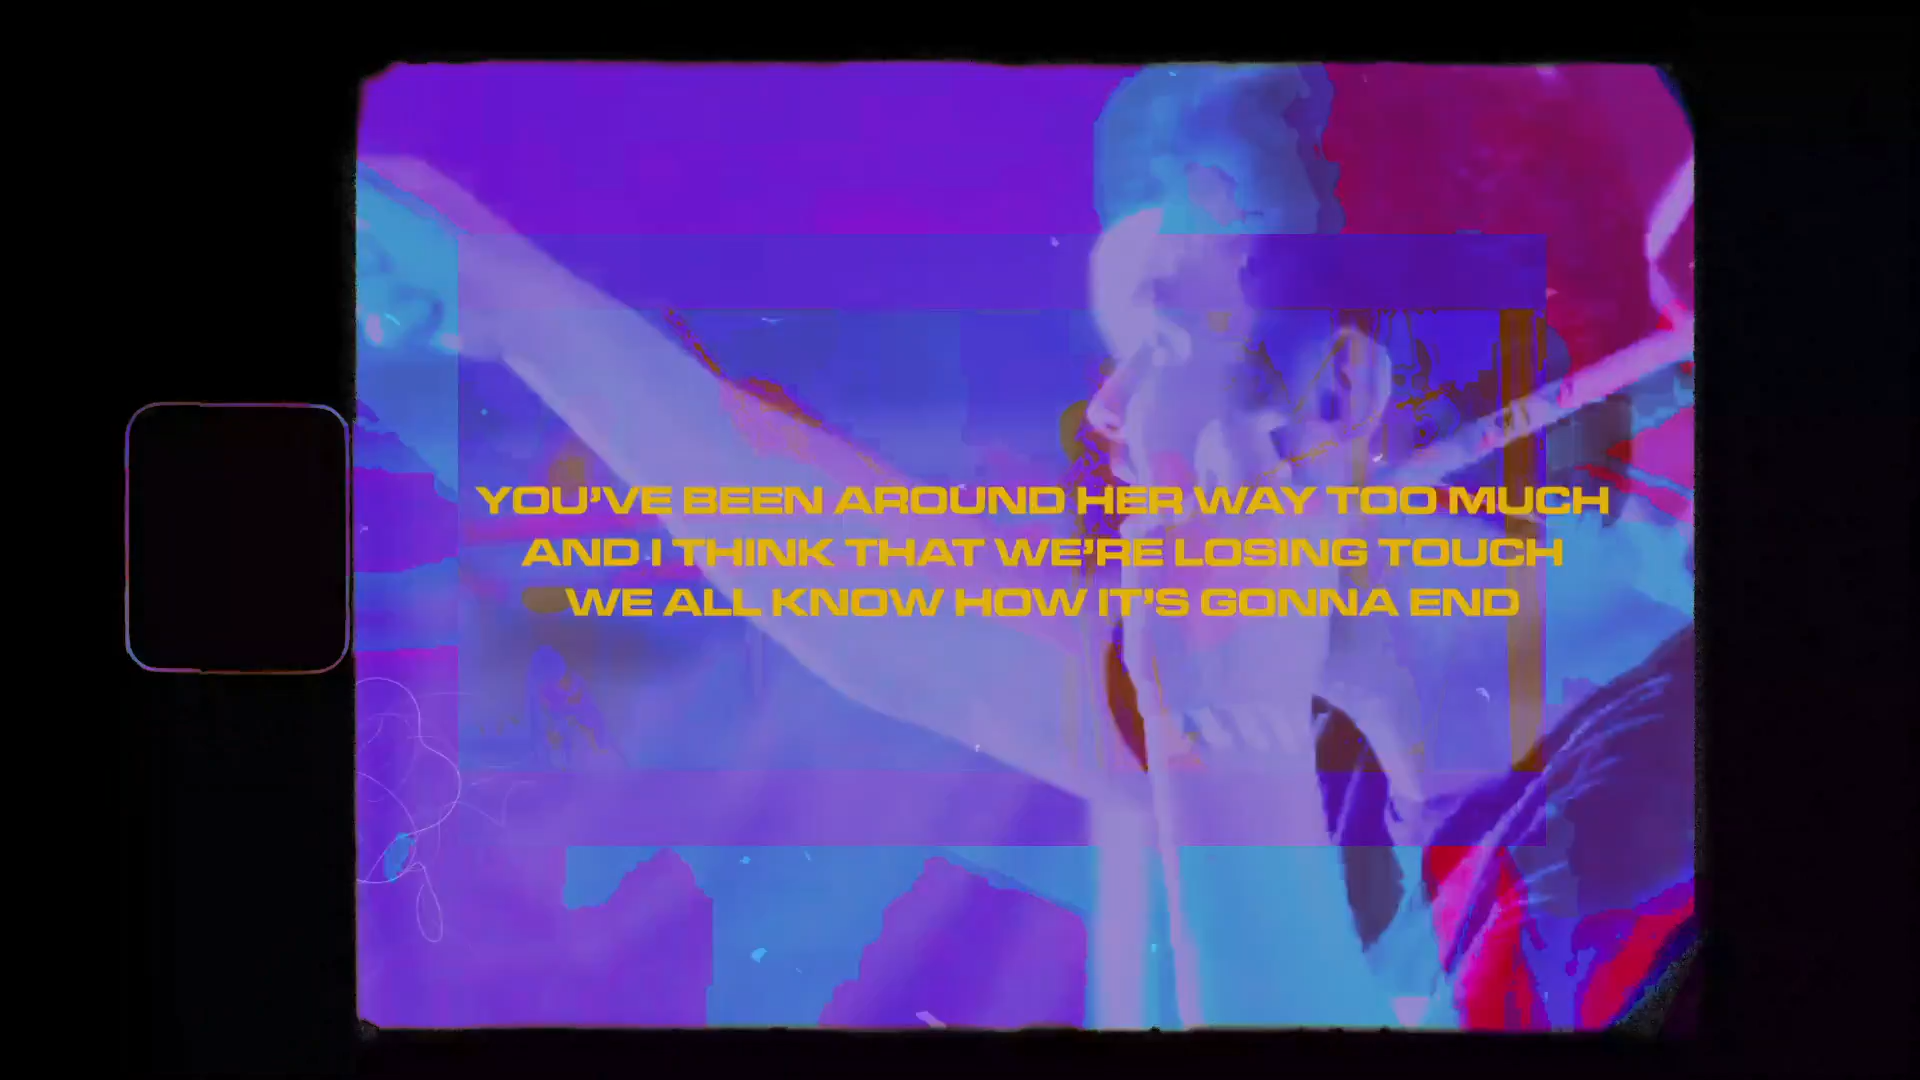 YOU'VE BEEN AROUND HER WAY TOO MUCH
AND I THINK THAT WE'RE LOSING TOUCH
WE ALL KNOW HOW IT'S GONNA END